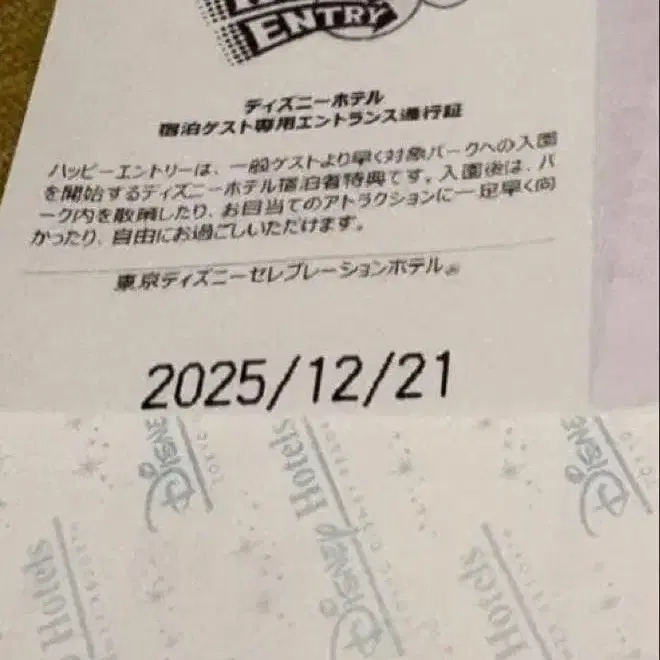 ENTRY
ディズニーホテル
宿泊ゲスト専用エントランス通行証
ハッピーエントリーは、一般ゲストより早く対象パークへの入園
を開始するディズニーホテル宿泊者特典です。入園後は、パ
ーク内を散策したり、お目当てのアトラクションに一足早く向
かったり、自由にお過ごしいただけます。
東京ディズニーセレブレーションホテル®
2025/12/21
Disney
Disney Hotels
Disney
Hotels
Hotels